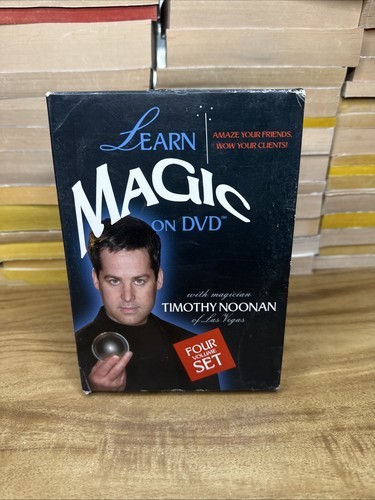 LEARN
AMAZE YOUR FRIENDS,
WOW YOUR CLIENTS!
MAGIC
ON DVD™
with magician
TIMOTHY NOONAN
of Las Vegas
FOUR
VOLUME
SET